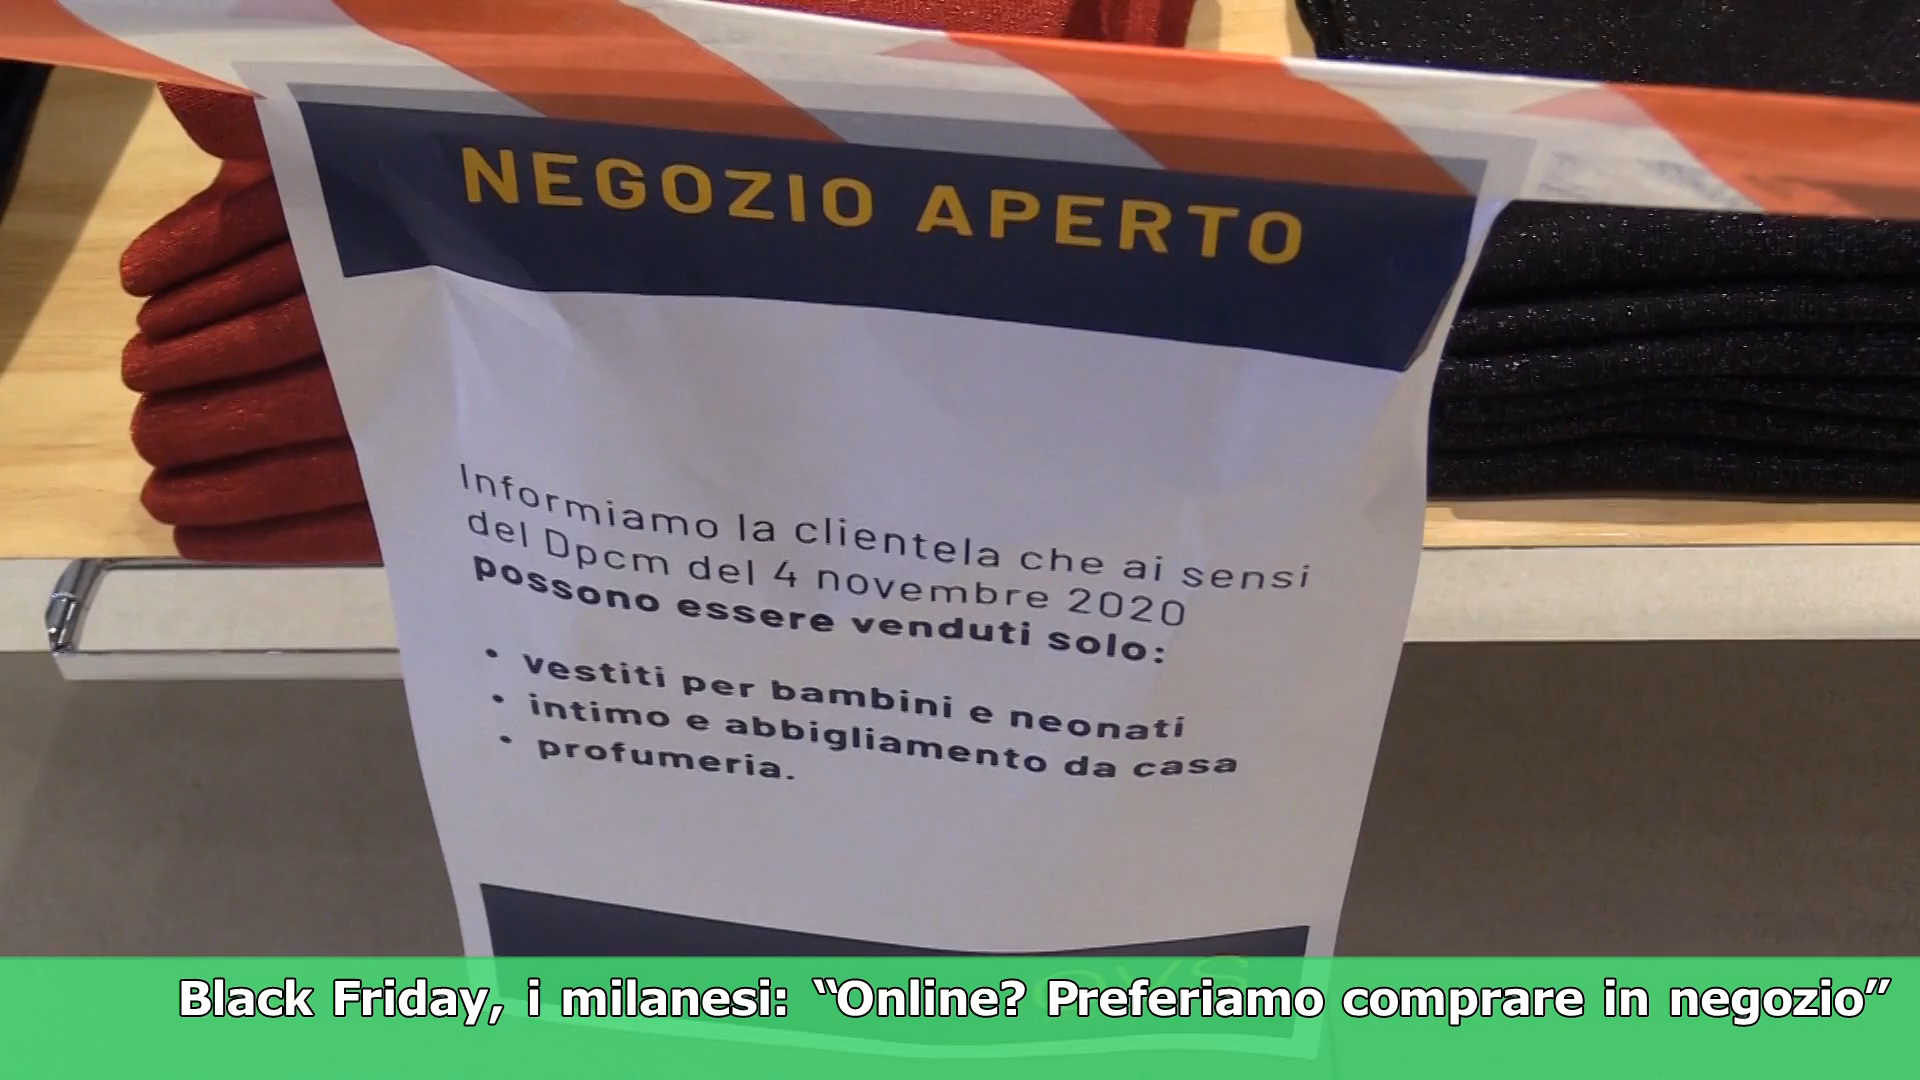 NEGOZIO APERTO
Informiamo la clientela che ai sensi
del Dpcm del 4 novembre 2020
possono essere venduti solo:
• vestiti per bambini e neonati
• intimo e abbigliamento da casa
• profumeria.
OVS
Black Friday, i milanesi: “Online? Preferiamo comprare in negozio”